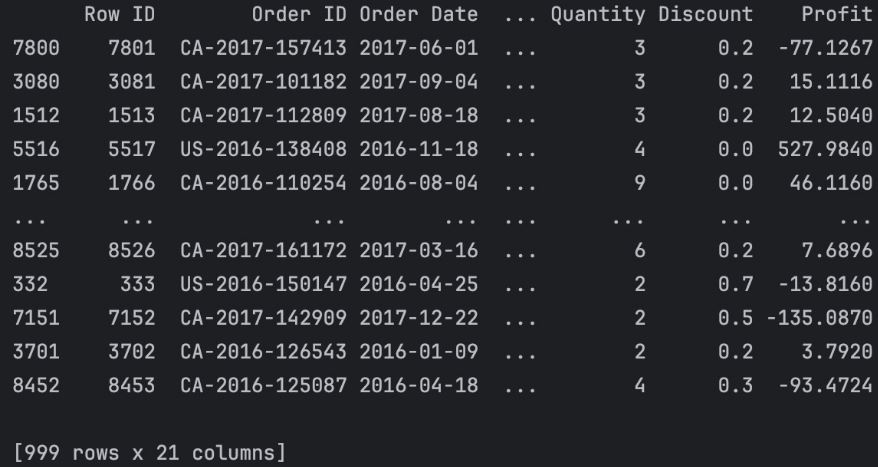 Row ID Order ID Order Date ... Quantity Discount Profit
7800 7801 CA-2017-157413 2017-06-01 ... 3 0.2 -77.1267
3080 3081 CA-2017-101182 2017-09-04 ... 3 0.2 15.1116
1512 1513 CA-2017-112809 2017-08-18 ... 3 0.2 12.5040
5516 5517 US-2016-138408 2016-11-18 ... 4 0.0 527.9840
1765 1766 CA-2016-110254 2016-08-04 ... 9 0.0 46.1160
... ... ... ... ... ... ... ...
8525 8526 CA-2017-161172 2017-03-16 ... 6 0.2 7.6896
332 333 US-2016-150147 2016-04-25 ... 2 0.7 -13.8160
7151 7152 CA-2017-142909 2017-12-22 ... 2 0.5 -135.0870
3701 3702 CA-2016-126543 2016-01-09 ... 2 0.2 3.7920
8452 8453 CA-2016-125087 2016-04-18 ... 4 0.3 -93.4724
[999 rows x 21 columns]